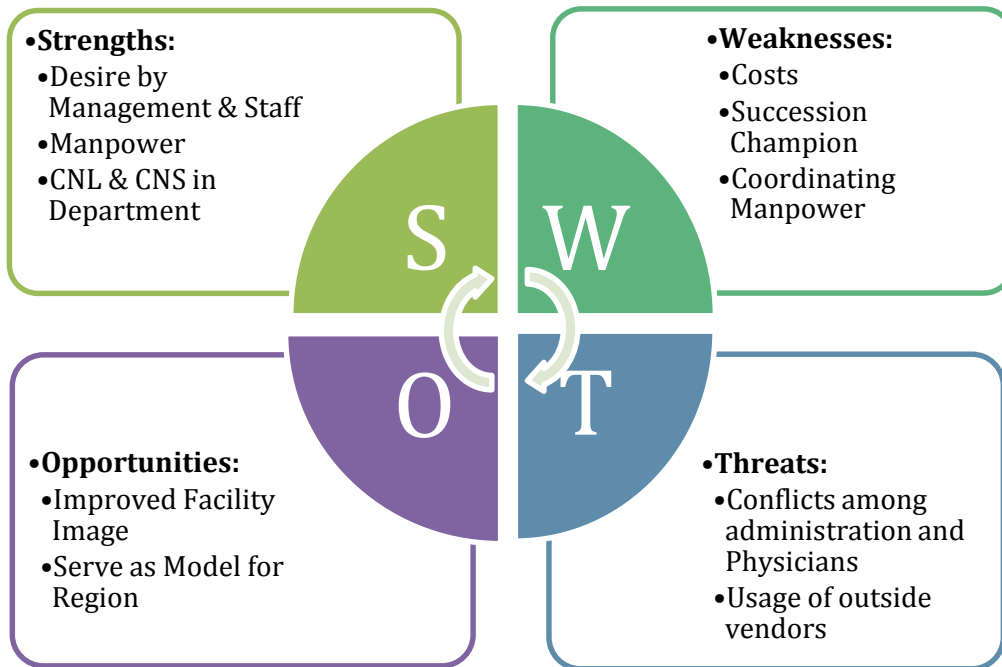 •Strengths:
•Desire by
Management & Staff
•Manpower
•CNL & CNS in
Department
•Weaknesses:
•Costs
•Succession
Champion
•Coordinating
Manpower
S
W
O
T
•Opportunities:
•Improved Facility
Image
•Serve as Model for
Region
•Threats:
•Conflicts among
administration and
Physicians
•Usage of outside
vendors